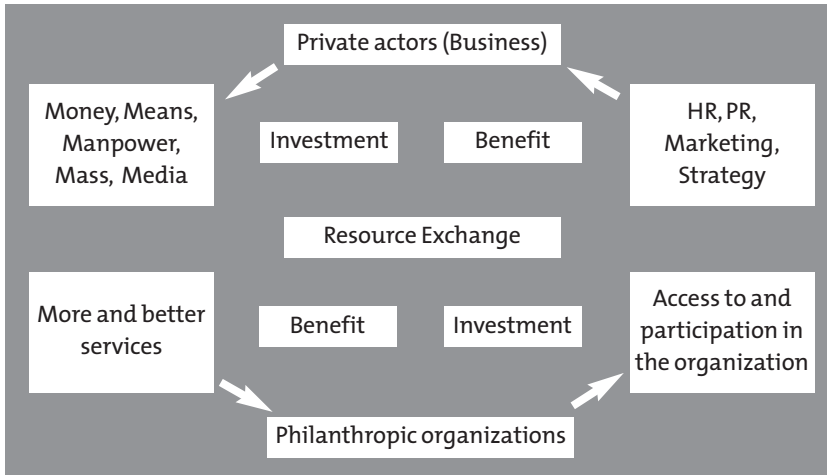 Private actors (Business)
Money, Means,
Manpower,
Mass, Media
Investment
Benefit
HR, PR,
Marketing,
Strategy
Resource Exchange
More and better
services
Benefit
Investment
Access to and
participation in
the organization
Philanthropic organizations